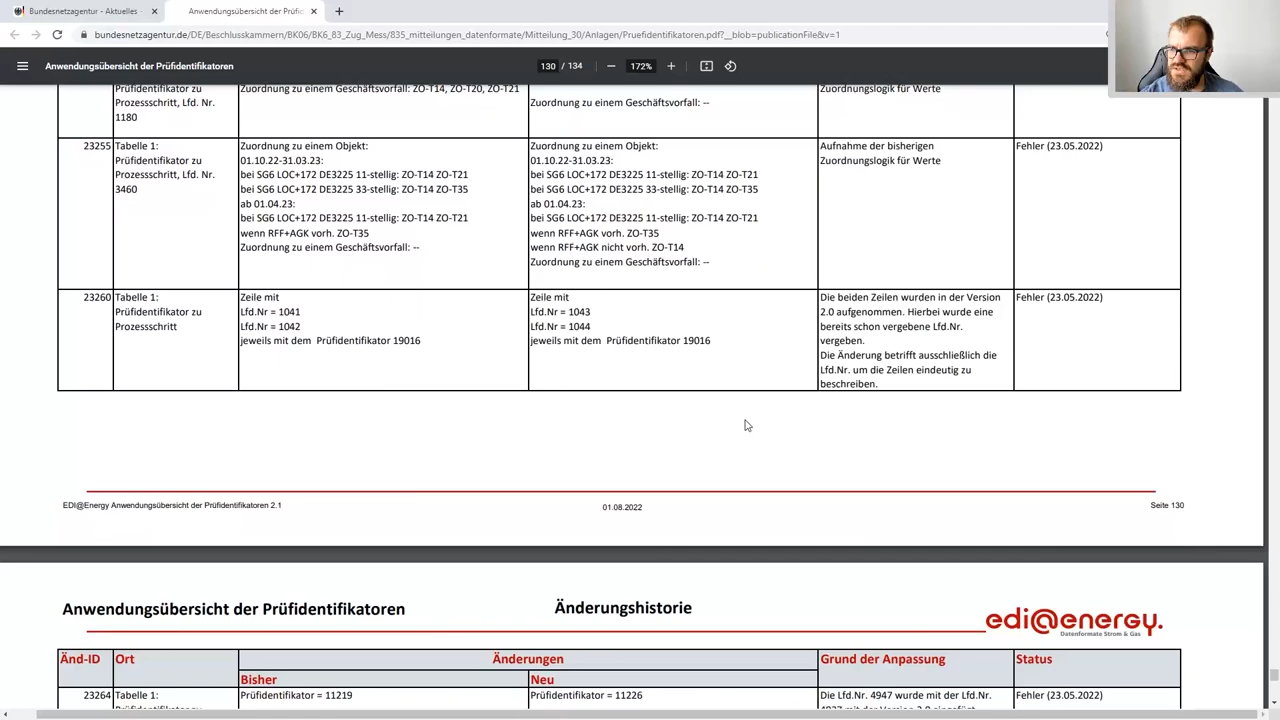 Bundesnetzagentur - Aktuelles -
Anwendungsübersicht der Prüfid
bundesnetzagentur.de/DE/Beschlusskammern/BK06/BK6_83_Zug_Mess/835_mitteilungen_datenformate/Mitteilung_30/Anlagen/Pruefidentifikatoren.pdf?__blob=publicationFile&v=1
Anwendungsübersicht der Prüfidentifikatoren
130 / 134
172%
Prüfidentifikator zu
Prozessschritt, Lfd. Nr.
1180
Zuordnung zu einem Geschäftsvorfall: ZO-T14, ZO-T20, ZO-T21
Zuordnung zu einem Geschäftsvorfall: --
Zuordnungslogik für Werte
23255
Tabelle 1:
Prüfidentifikator zu
Prozessschritt, Lfd. Nr.
3460
Zuordnung zu einem Objekt:
01.10.22-31.03.23:
bei SG6 LOC+172 DE3225 11-stellig: ZO-T14 ZO-T21
bei SG6 LOC+172 DE3225 33-stellig: ZO-T14 ZO-T35
ab 01.04.23:
bei SG6 LOC+172 DE3225 11-stellig: ZO-T14 ZO-T21
wenn RFF+AGK vorh. ZO-T35
Zuordnung zu einem Geschäftsvorfall: --
Zuordnung zu einem Objekt:
01.10.22-31.03.23:
bei SG6 LOC+172 DE3225 11-stellig: ZO-T14 ZO-T21
bei SG6 LOC+172 DE3225 33-stellig: ZO-T14 ZO-T35
ab 01.04.23:
bei SG6 LOC+172 DE3225 11-stellig: ZO-T14 ZO-T21
wenn RFF+AGK vorh. ZO-T35
wenn RFF+AGK nicht vorh. ZO-T14
Zuordnung zu einem Geschäftsvorfall: --
Aufnahme der bisherigen
Zuordnungslogik für Werte
Fehler (23.05.2022)
23260
Tabelle 1:
Prüfidentifikator zu
Prozessschritt
Zeile mit
Lfd.Nr = 1041
Lfd.Nr = 1042
jeweils mit dem Prüfidentifikator 19016
Zeile mit
Lfd.Nr = 1043
Lfd.Nr = 1044
jeweils mit dem Prüfidentifikator 19016
Die beiden Zeilen wurden in der Version
2.0 aufgenommen. Hierbei wurde eine
bereits schon vergebene Lfd.Nr.
vergeben.
Die Änderung betrifft ausschließlich die
Lfd.Nr. um die Zeilen eindeutig zu
beschreiben.
Fehler (23.05.2022)
EDI@Energy Anwendungsübersicht der Prüfidentifikatoren 2.1
01.08.2022
Seite 130
Anwendungsübersicht der Prüfidentifikatoren
Änderungshistorie
edi@energy.
Datenformate Strom & Gas
Änd-ID
Ort
Änderungen
Grund der Anpassung
Status
Bisher
Neu
23264
Tabelle 1:
Prüfidentifikator = 11219
Prüfidentifikator = 11226
Die Lfd.Nr. 4947 wurde mit der Lfd.Nr.
Fehler (23.05.2022)